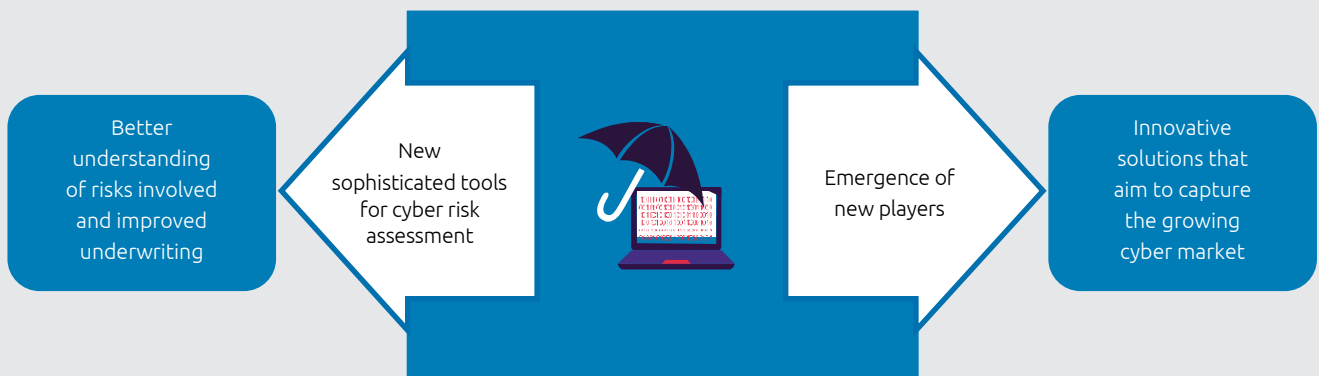 Better
understanding
of risks involved
and improved
underwriting
New
sophisticated tools
for cyber risk
assessment
Emergence of
new players
Innovative
solutions that
aim to capture
the growing
cyber market